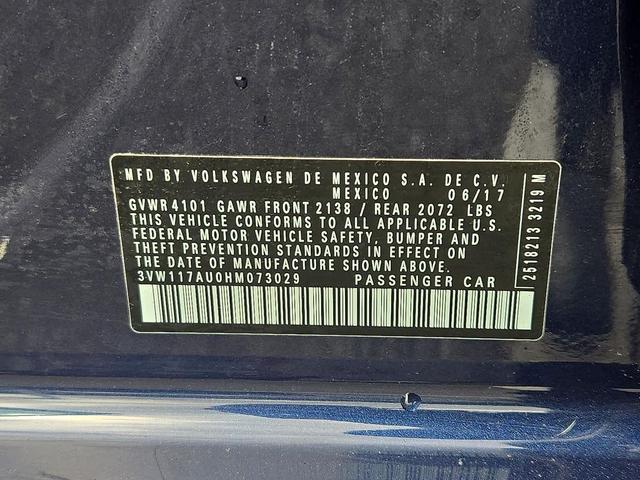 MFD BY VOLKSWAGEN DE MEXICO S.A. DE C.V.
MEXICO 06/17
GVWR 4101 GAWR FRONT 2138 / REAR 2072 LBS
THIS VEHICLE CONFORMS TO ALL APPLICABLE U.S.
FEDERAL MOTOR VEHICLE SAFETY, BUMPER AND
THEFT PREVENTION STANDARDS IN EFFECT ON
THE DATE OF MANUFACTURE SHOWN ABOVE.
3VW117AU0HM073029 PASSENGER CAR
2518213 3219 M